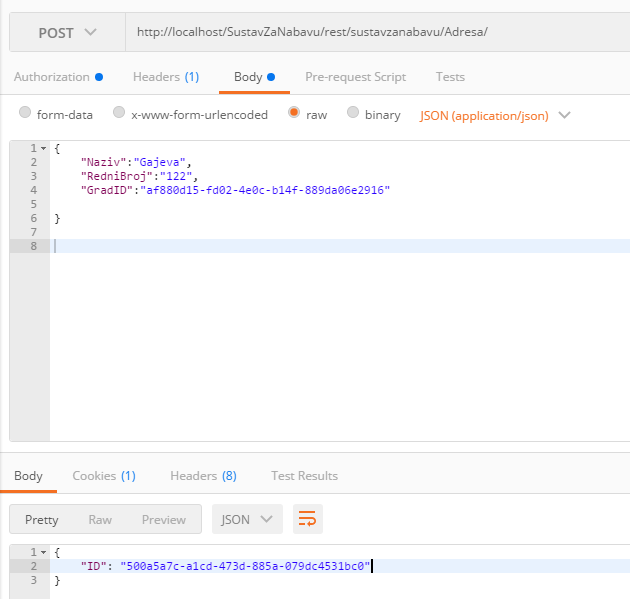 POST http://localhost/SustavZaNabavu/rest/sustavzanabavu/Adresa/
Authorization Headers (1) Body Pre-request Script Tests
form-data x-www-form-urlencoded raw binary JSON (application/json)
1 {
2 "Naziv":"Gajeva",
3 "RedniBroj":"122",
4 "GradID":"af880d15-fd02-4e0c-b14f-889da06e2916"
5
6 }
7
8
Body Cookies (1) Headers (8) Test Results
Pretty Raw Preview JSON
1 {
2 "ID": "500a5a7c-a1cd-473d-885a-079dc4531bc0"
3 }